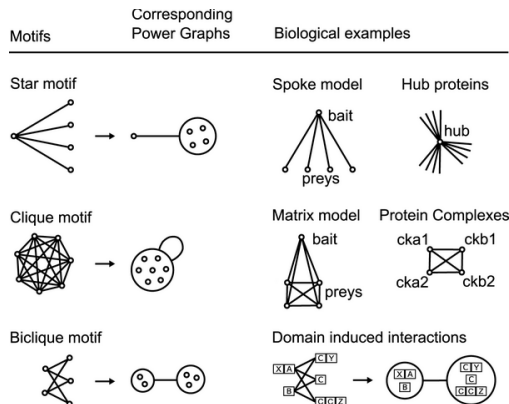 Corresponding
Motifs Power Graphs Biological examples
Star motif Spoke model Hub proteins
bait
hub
preys
Clique motif Matrix model Protein Complexes
bait cka1 ckb1
preys cka2 ckb2
Biclique motif Domain induced interactions
C Y
X A C Y
X A
C B C
B
C C Z C C Z